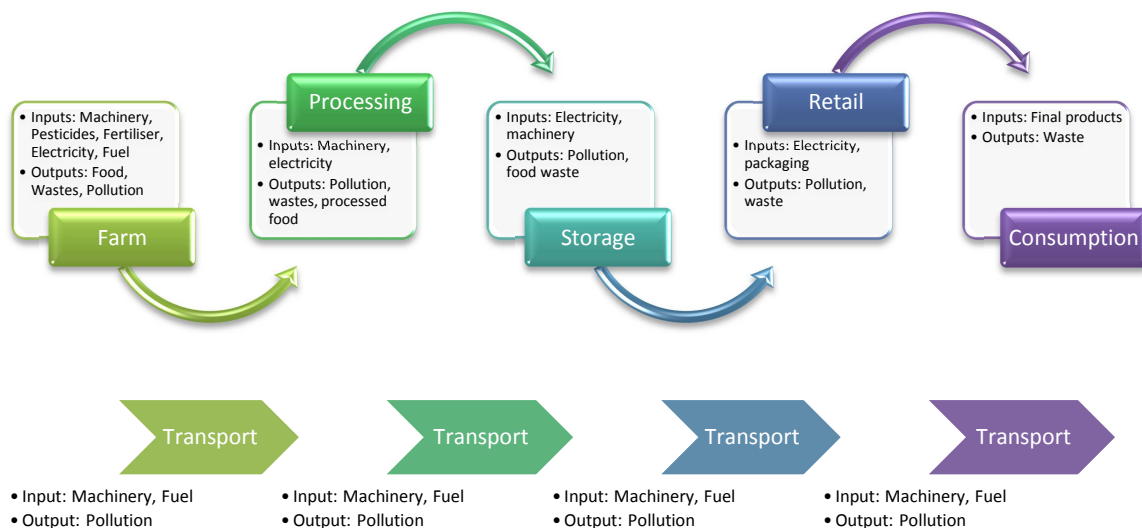 • Inputs: Machinery,
Pesticides, Fertiliser,
Electricity, Fuel
• Outputs: Food,
Wastes, Pollution
Farm
Processing
• Inputs: Machinery,
electricity
• Outputs: Pollution,
wastes, processed
food
• Inputs: Electricity,
machinery
• Outputs: Pollution,
food waste
Storage
Retail
• Inputs: Electricity,
packaging
• Outputs: Pollution,
waste
• Inputs: Final products
• Outputs: Waste
Consumption
Transport
• Input: Machinery, Fuel
• Output: Pollution
Transport
• Input: Machinery, Fuel
• Output: Pollution
Transport
• Input: Machinery, Fuel
• Output: Pollution
Transport
• Input: Machinery, Fuel
• Output: Pollution